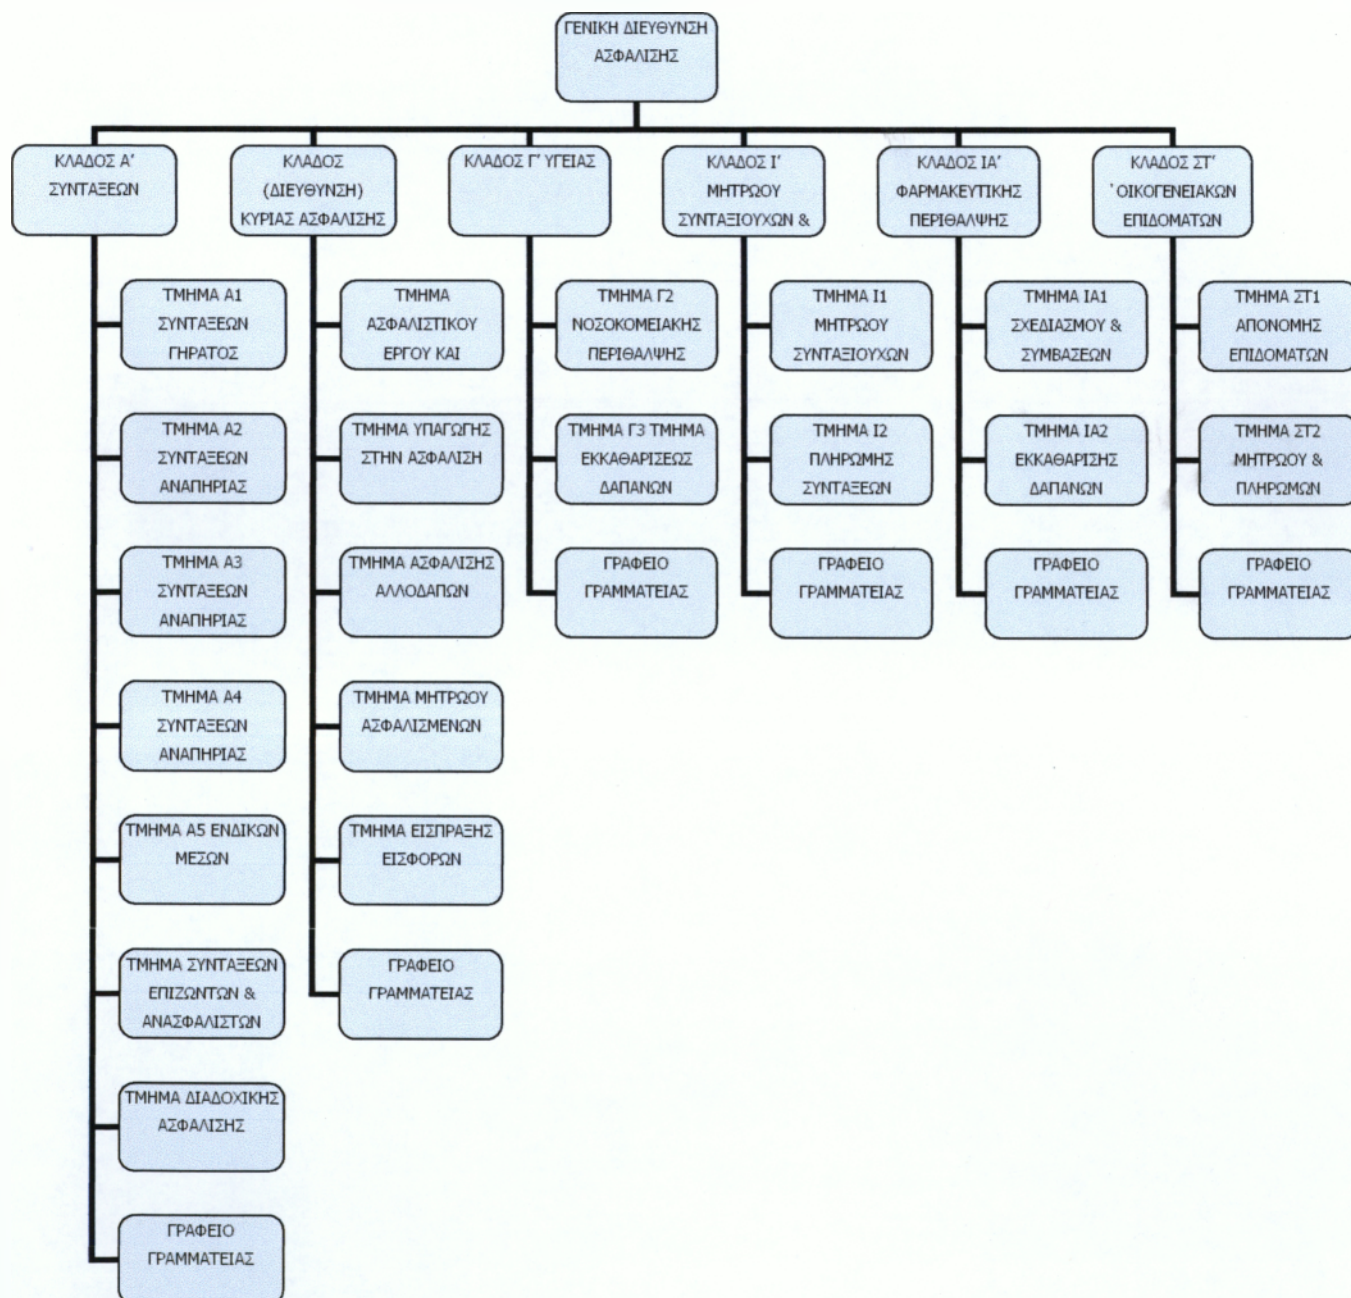 ΓΕΝΙΚΗ ΔΙΕΥΘΥΝΣΗ
ΑΣΦΑΛΙΣΗΣ
ΚΛΑΔΟΣ Α'
ΣΥΝΤΑΞΕΩΝ
ΚΛΑΔΟΣ
(ΔΙΕΥΘΥΝΣΗ)
ΚΥΡΙΑΣ ΑΣΦΑΛΙΣΗΣ
ΚΛΑΔΟΣ Γ' ΥΓΕΙΑΣ
ΚΛΑΔΟΣ Ι'
ΜΗΤΡΩΟΥ
ΣΥΝΤΑΞΙΟΥΧΩΝ &
ΚΛΑΔΟΣ ΙΑ'
ΦΑΡΜΑΚΕΥΤΙΚΗΣ
ΠΕΡΙΘΑΛΨΗΣ
ΚΛΑΔΟΣ ΣΤ'
'ΟΙΚΟΓΕΝΕΙΑΚΩΝ
ΕΠΙΔΟΜΑΤΩΝ
ΤΜΗΜΑ Α1
ΣΥΝΤΑΞΕΩΝ
ΓΗΡΑΤΟΣ
ΤΜΗΜΑ Α2
ΣΥΝΤΑΞΕΩΝ
ΑΝΑΠΗΡΙΑΣ
ΤΜΗΜΑ Α3
ΣΥΝΤΑΞΕΩΝ
ΑΝΑΠΗΡΙΑΣ
ΤΜΗΜΑ Α4
ΣΥΝΤΑΞΕΩΝ
ΑΝΑΠΗΡΙΑΣ
ΤΜΗΜΑ Α5 ΕΝΔΙΚΩΝ
ΜΕΣΩΝ
ΤΜΗΜΑ ΣΥΝΤΑΞΕΩΝ
ΕΠΙΖΩΝΤΩΝ &
ΑΝΑΣΦΑΛΙΣΤΩΝ
ΤΜΗΜΑ ΔΙΑΔΟΧΙΚΗΣ
ΑΣΦΑΛΙΣΗΣ
ΓΡΑΦΕΙΟ
ΓΡΑΜΜΑΤΕΙΑΣ
ΤΜΗΜΑ
ΑΣΦΑΛΙΣΤΙΚΟΥ
ΕΡΓΟΥ ΚΑΙ
ΤΜΗΜΑ ΥΠΑΓΩΓΗΣ
ΣΤΗΝ ΑΣΦΑΛΙΣΗ
ΤΜΗΜΑ ΑΣΦΑΛΙΣΗΣ
ΑΛΛΟΔΑΠΩΝ
ΤΜΗΜΑ ΜΗΤΡΩΟΥ
ΑΣΦΑΛΙΣΜΕΝΩΝ
ΤΜΗΜΑ ΕΙΣΠΡΑΞΗΣ
ΕΙΣΦΟΡΩΝ
ΓΡΑΦΕΙΟ
ΓΡΑΜΜΑΤΕΙΑΣ
ΤΜΗΜΑ Γ2
ΝΟΣΟΚΟΜΕΙΑΚΗΣ
ΠΕΡΙΘΑΛΨΗΣ
ΤΜΗΜΑ Γ3 ΤΜΗΜΑ
ΕΚΚΑΘΑΡΙΣΕΩΣ
ΔΑΠΑΝΩΝ
ΓΡΑΦΕΙΟ
ΓΡΑΜΜΑΤΕΙΑΣ
ΤΜΗΜΑ Ι1
ΜΗΤΡΩΟΥ
ΣΥΝΤΑΞΙΟΥΧΩΝ
ΤΜΗΜΑ Ι2
ΠΛΗΡΩΜΗΣ
ΣΥΝΤΑΞΕΩΝ
ΓΡΑΦΕΙΟ
ΓΡΑΜΜΑΤΕΙΑΣ
ΤΜΗΜΑ ΙΑ1
ΣΧΕΔΙΑΣΜΟΥ &
ΣΥΜΒΑΣΕΩΝ
ΤΜΗΜΑ ΙΑ2
ΕΚΚΑΘΑΡΙΣΗΣ
ΔΑΠΑΝΩΝ
ΓΡΑΦΕΙΟ
ΓΡΑΜΜΑΤΕΙΑΣ
ΤΜΗΜΑ ΣΤ1
ΑΠΟΝΟΜΗΣ
ΕΠΙΔΟΜΑΤΩΝ
ΤΜΗΜΑ ΣΤ2
ΜΗΤΡΩΟΥ &
ΠΛΗΡΩΜΩΝ
ΓΡΑΦΕΙΟ
ΓΡΑΜΜΑΤΕΙΑΣ